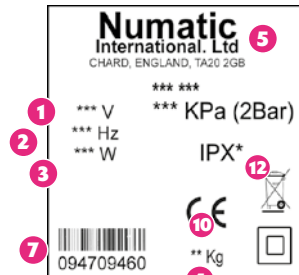 Numatic
International. Ltd
5
CHARD, ENGLAND, TA20 2GB
*** ***
1
*** V
*** KPa (2Bar)
2
*** Hz
3
*** W
IPX*
12
CE
10
7
094709460
** Kg